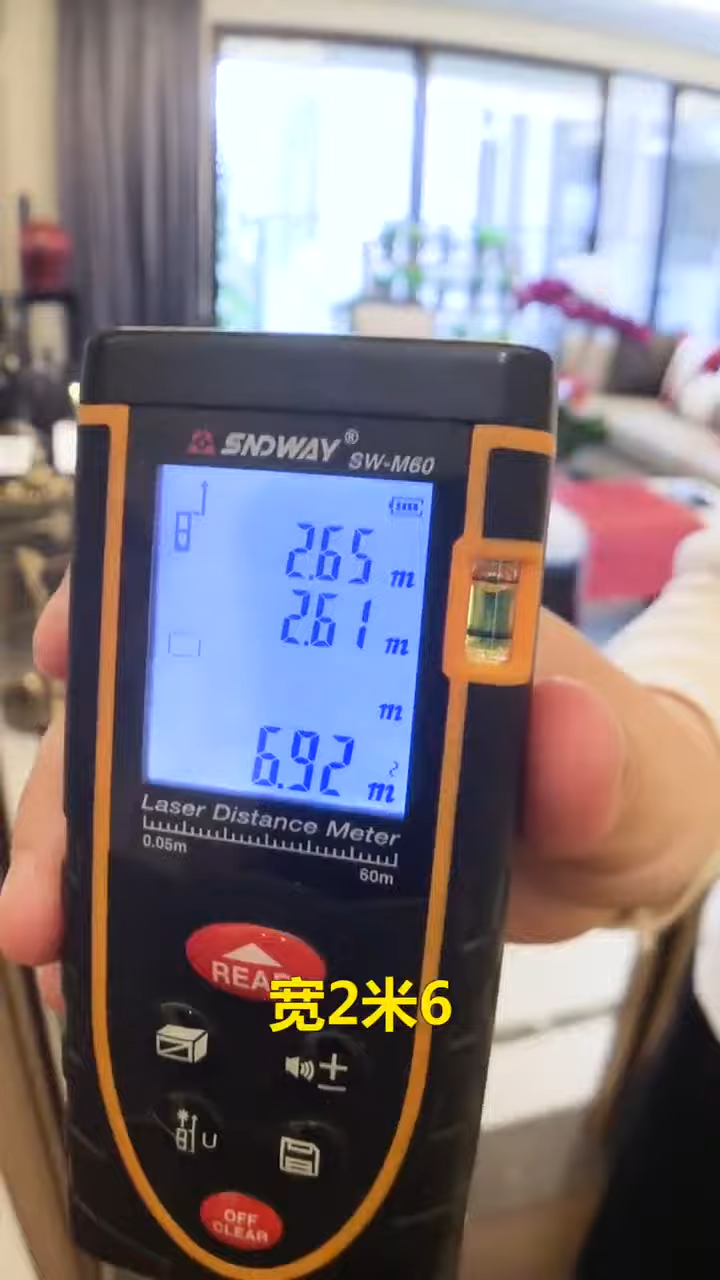 SNDWAY®
SW-M60
2.65 m
2.61 m
m
6.92 m²
Laser Distance Meter
0.05m
60m
READ
宽2米6
U
OFF
CLEAR